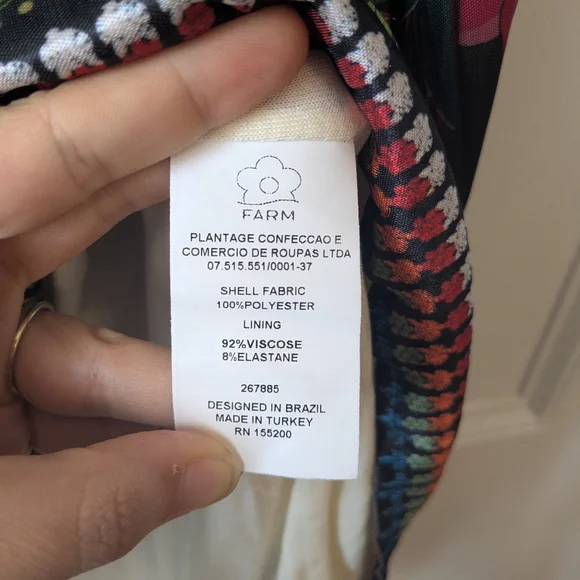 FARM
PLANTAGE CONFECCAO E
COMERCIO DE ROUPAS LTDA
07.515.551/0001-37
SHELL FABRIC
100%POLYESTER
LINING
92%VISCOSE
8%ELASTANE
267885
DESIGNED IN BRAZIL
MADE IN TURKEY
RN 155200